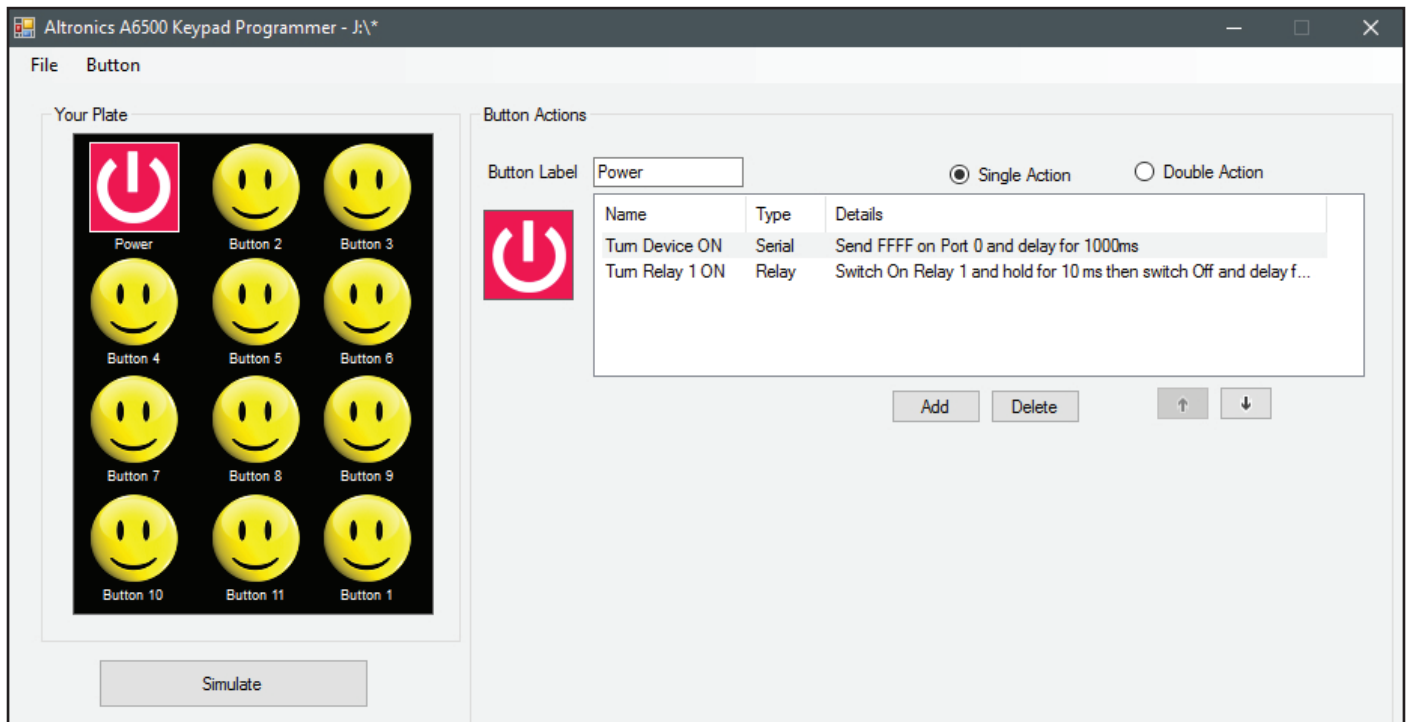 Altronics A6500 Keypad Programmer - J:\*
File Button
Your Plate
Power Button 2 Button 3
Button 4 Button 5 Button 6
Button 7 Button 8 Button 9
Button 10 Button 11 Button 1
Simulate
Button Actions
Button Label Power Single Action Double Action
Name Type Details
Turn Device ON Serial Send FFFF on Port 0 and delay for 1000ms
Turn Relay 1 ON Relay Switch On Relay 1 and hold for 10 ms then switch Off and delay f...
Add Delete